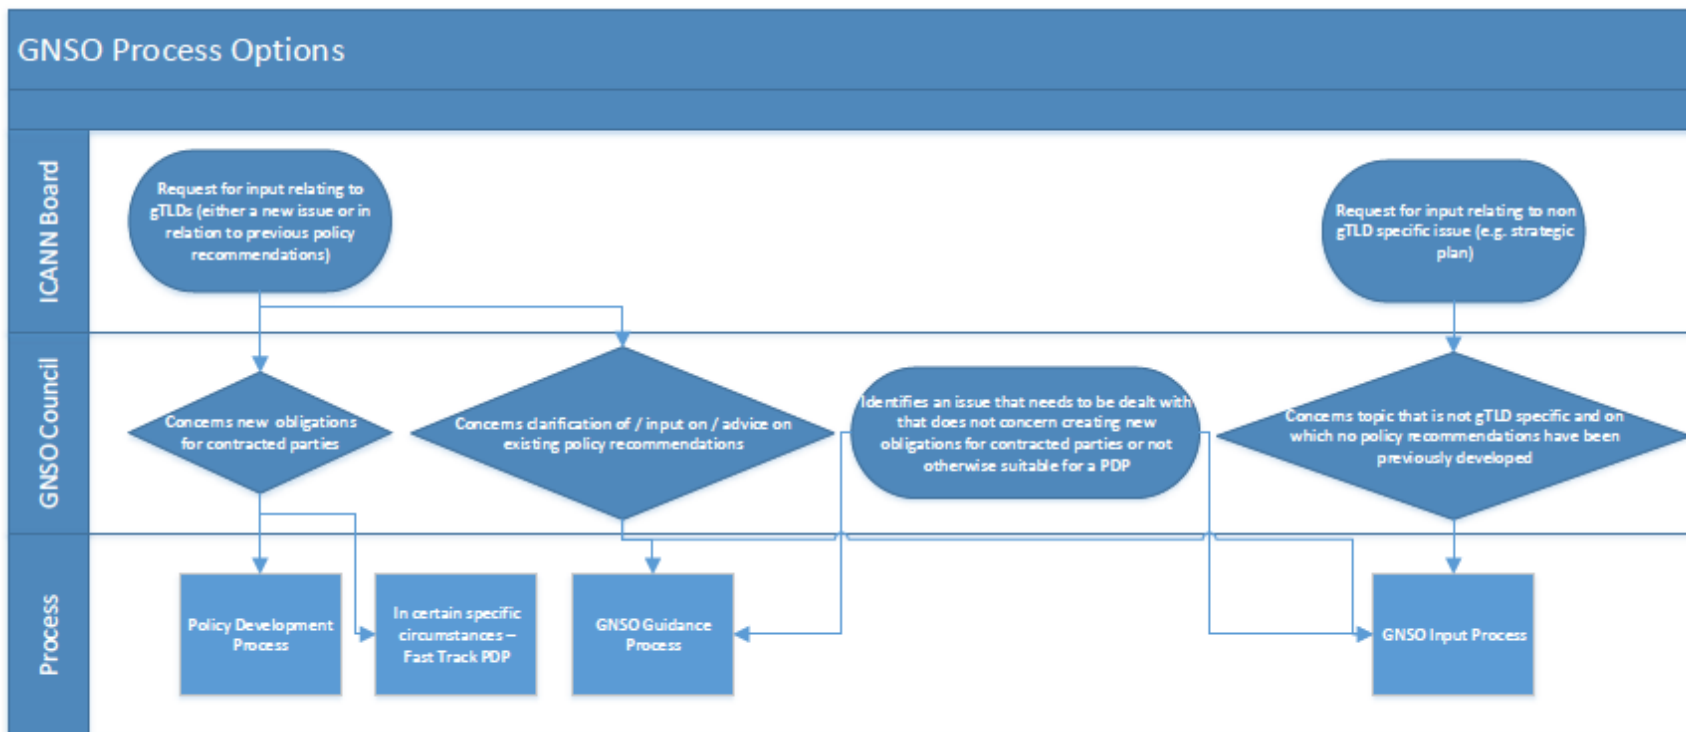 GNSO Process Options
ICANN Board
Request for input relating to
gTLDs (either a new issue or in
relation to previous policy
recommendations)
Request for input relating to non
gTLD specific issue (e.g. strategic
plan)
GNSO Council
Concerns new obligations
for contracted parties
Concerns clarification of / input on / advice on
existing policy recommendations
Identifies an issue that needs to be dealt with
that does not concern creating new
obligations for contracted parties or not
otherwise suitable for a PDP
Concerns topic that is not gTLD specific and on
which no policy recommendations have been
previously developed
Process
Policy Development
Process
In certain specific
circumstances –
Fast Track PDP
GNSO Guidance
Process
GNSO Input Process